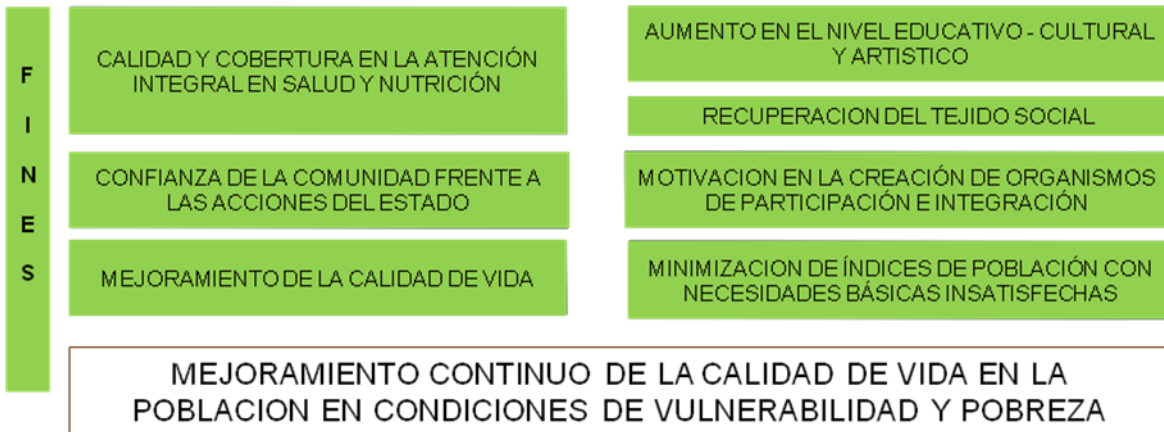 FINES
CALIDAD Y COBERTURA EN LA ATENCIÓN
INTEGRAL EN SALUD Y NUTRICIÓN
CONFIANZA DE LA COMUNIDAD FRENTE A
LAS ACCIONES DEL ESTADO
MEJORAMIENTO DE LA CALIDAD DE VIDA
AUMENTO EN EL NIVEL EDUCATIVO - CULTURAL
Y ARTISTICO
RECUPERACION DEL TEJIDO SOCIAL
MOTIVACION EN LA CREACIÓN DE ORGANISMOS
DE PARTICIPACIÓN E INTEGRACIÓN
MINIMIZACION DE ÍNDICES DE POBLACIÓN CON
NECESIDADES BÁSICAS INSATISFECHAS
MEJORAMIENTO CONTINUO DE LA CALIDAD DE VIDA EN LA
POBLACION EN CONDICIONES DE VULNERABILIDAD Y POBREZA